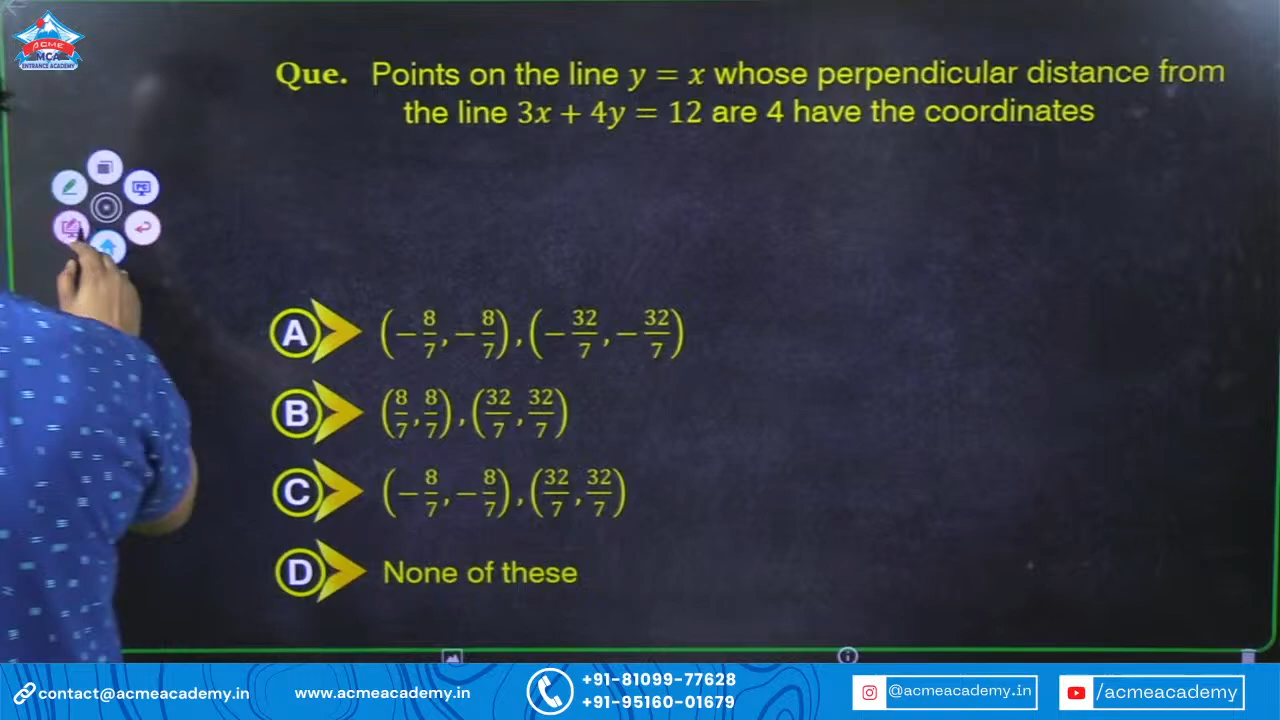 ACME
MCA
ENTRANCE ACADEMY
Que. Points on the line y = x whose perpendicular distance from
the line 3x + 4y = 12 are 4 have the coordinates
PC
A (−8/7, −8/7), (−32/7, −32/7)
B (8/7, 8/7), (32/7, 32/7)
C (−8/7, −8/7), (32/7, 32/7)
D None of these
contact@acmeacademy.in
www.acmeacademy.in
+91-81099-77628
+91-95160-01679
@acmeacademy.in
/acmeacademy